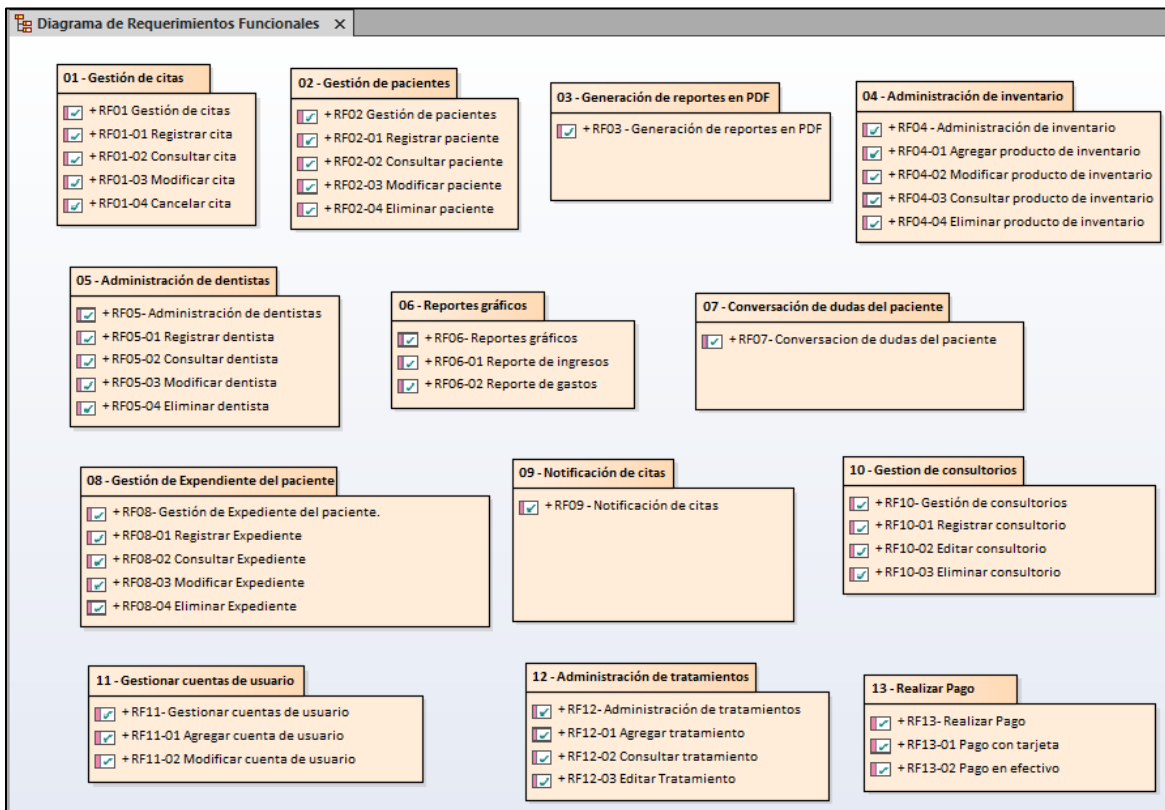 Diagrama de Requerimientos Funcionales X
01 - Gestión de citas
+ RF01 Gestión de citas
+ RF01-01 Registrar cita
+ RF01-02 Consultar cita
+ RF01-03 Modificar cita
+ RF01-04 Cancelar cita
02 - Gestión de pacientes
+ RF02 Gestión de pacientes
+ RF02-01 Registrar paciente
+ RF02-02 Consultar paciente
+ RF02-03 Modificar paciente
+ RF02-04 Eliminar paciente
03 - Generación de reportes en PDF
+ RF03 - Generación de reportes en PDF
04 - Administración de inventario
+ RF04 - Administración de inventario
+ RF04-01 Agregar producto de inventario
+ RF04-02 Modificar producto de inventario
+ RF04-03 Consultar producto de inventario
+ RF04-04 Eliminar producto de inventario
05 - Administración de dentistas
+ RF05- Administración de dentistas
+ RF05-01 Registrar dentista
+ RF05-02 Consultar dentista
+ RF05-03 Modificar dentista
+ RF05-04 Eliminar dentista
06 - Reportes gráficos
+ RF06- Reportes gráficos
+ RF06-01 Reporte de ingresos
+ RF06-02 Reporte de gastos
07 - Conversación de dudas del paciente
+ RF07- Conversacion de dudas del paciente
08 - Gestión de Expendiente del paciente
+ RF08- Gestión de Expediente del paciente.
+ RF08-01 Registrar Expediente
+ RF08-02 Consultar Expediente
+ RF08-03 Modificar Expediente
+ RF08-04 Eliminar Expediente
09 - Notificación de citas
+ RF09 - Notificación de citas
10 - Gestion de consultorios
+ RF10- Gestión de consultorios
+ RF10-01 Registrar consultorio
+ RF10-02 Editar consultorio
+ RF10-03 Eliminar consultorio
11 - Gestionar cuentas de usuario
+ RF11- Gestionar cuentas de usuario
+ RF11-01 Agregar cuenta de usuario
+ RF11-02 Modificar cuenta de usuario
12 - Administración de tratamientos
+ RF12- Administración de tratamientos
+ RF12-01 Agregar tratamiento
+ RF12-02 Consultar tratamiento
+ RF12-03 Editar Tratamiento
13 - Realizar Pago
+ RF13- Realizar Pago
+ RF13-01 Pago con tarjeta
+ RF13-02 Pago en efectivo